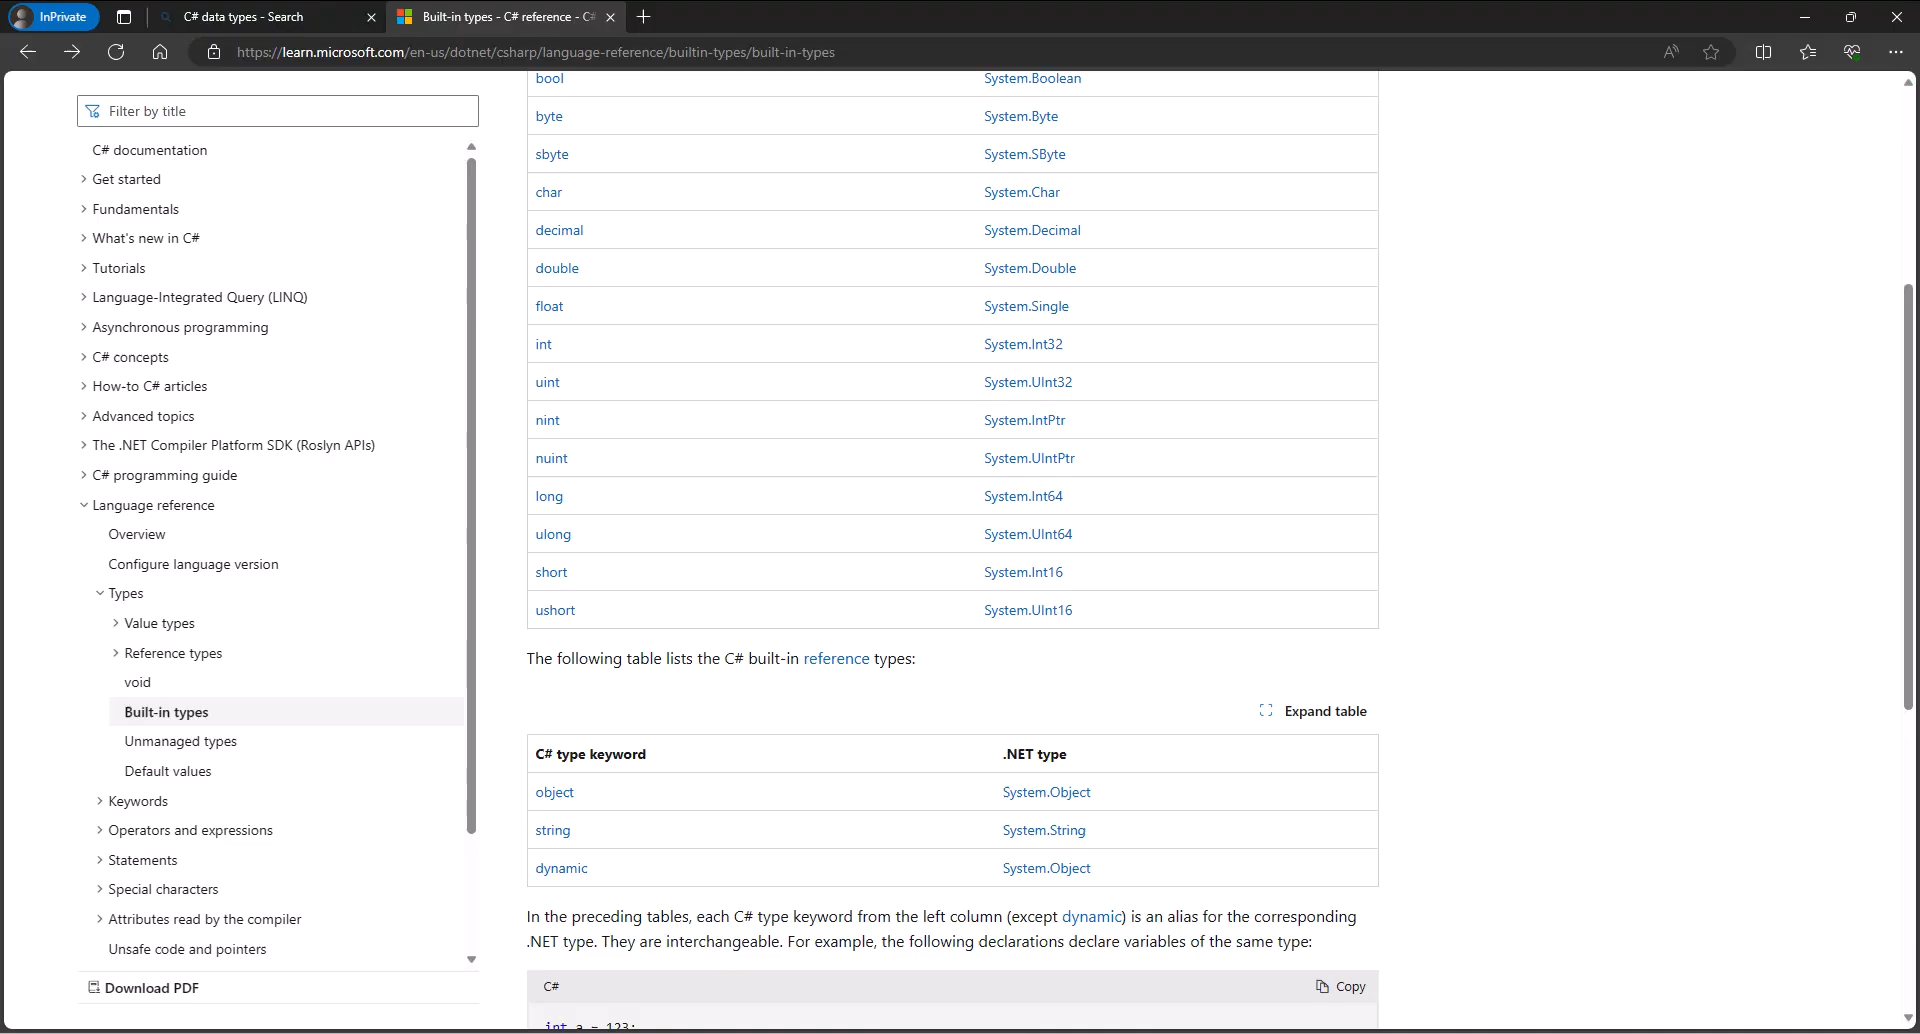 InPrivate
C# data types - Search
Built-in types - C# reference - C#
https://learn.microsoft.com/en-us/dotnet/csharp/language-reference/builtin-types/built-in-types
Filter by title
C# documentation
Get started
Fundamentals
What's new in C#
Tutorials
Language-Integrated Query (LINQ)
Asynchronous programming
C# concepts
How-to C# articles
Advanced topics
The .NET Compiler Platform SDK (Roslyn APIs)
C# programming guide
Language reference
Overview
Configure language version
Types
Value types
Reference types
void
Built-in types
Unmanaged types
Default values
Keywords
Operators and expressions
Statements
Special characters
Attributes read by the compiler
Unsafe code and pointers
Download PDF
bool System.Boolean
byte System.Byte
sbyte System.SByte
char System.Char
decimal System.Decimal
double System.Double
float System.Single
int System.Int32
uint System.UInt32
nint System.IntPtr
nuint System.UIntPtr
long System.Int64
ulong System.UInt64
short System.Int16
ushort System.UInt16
The following table lists the C# built-in reference types:
Expand table
C# type keyword .NET type
object System.Object
string System.String
dynamic System.Object
In the preceding tables, each C# type keyword from the left column (except dynamic) is an alias for the corresponding
.NET type. They are interchangeable. For example, the following declarations declare variables of the same type:
C# Copy
int a = 123;